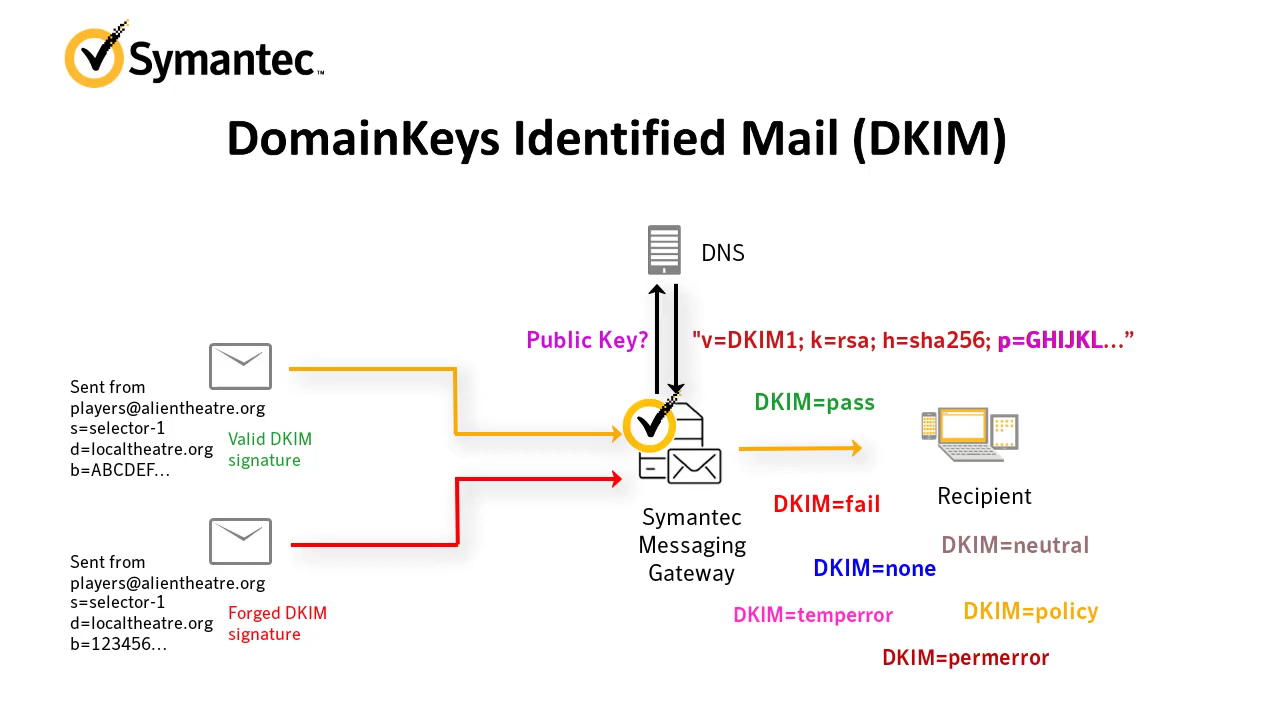 Symantec™
DomainKeys Identified Mail (DKIM)
DNS
Public Key?
"v=DKIM1; k=rsa; h=sha256; p=GHIJKL…”
Sent from
players@alientheatre.org
s=selector-1
d=localtheatre.org
b=ABCDEF…
Valid DKIM
signature
DKIM=pass
Sent from
players@alientheatre.org
s=selector-1
d=localtheatre.org
b=123456…
Forged DKIM
signature
Symantec
Messaging
Gateway
Recipient
DKIM=fail
DKIM=neutral
DKIM=none
DKIM=temperror
DKIM=policy
DKIM=permerror